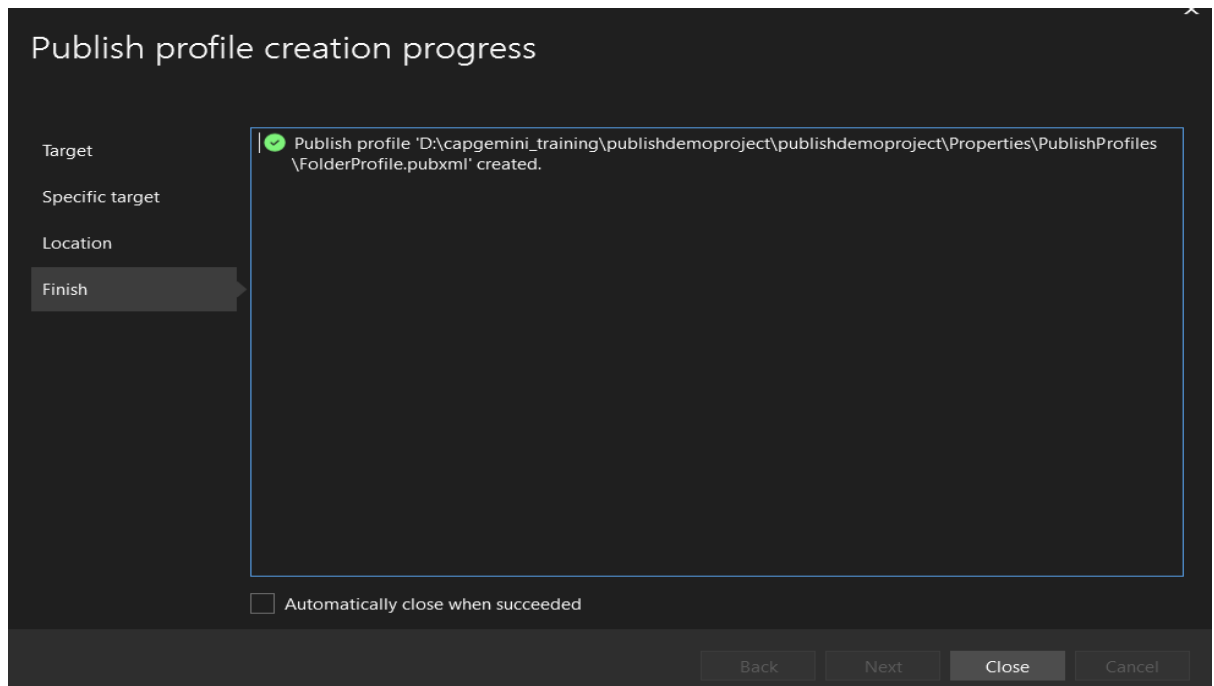 Publish profile creation progress
Target
Specific target
Location
Finish
Publish profile 'D:\capgemini_training\publishdemoproject\publishdemoproject\Properties\PublishProfiles
\FolderProfile.pubxml' created.
Automatically close when succeeded
Back
Next
Close
Cancel